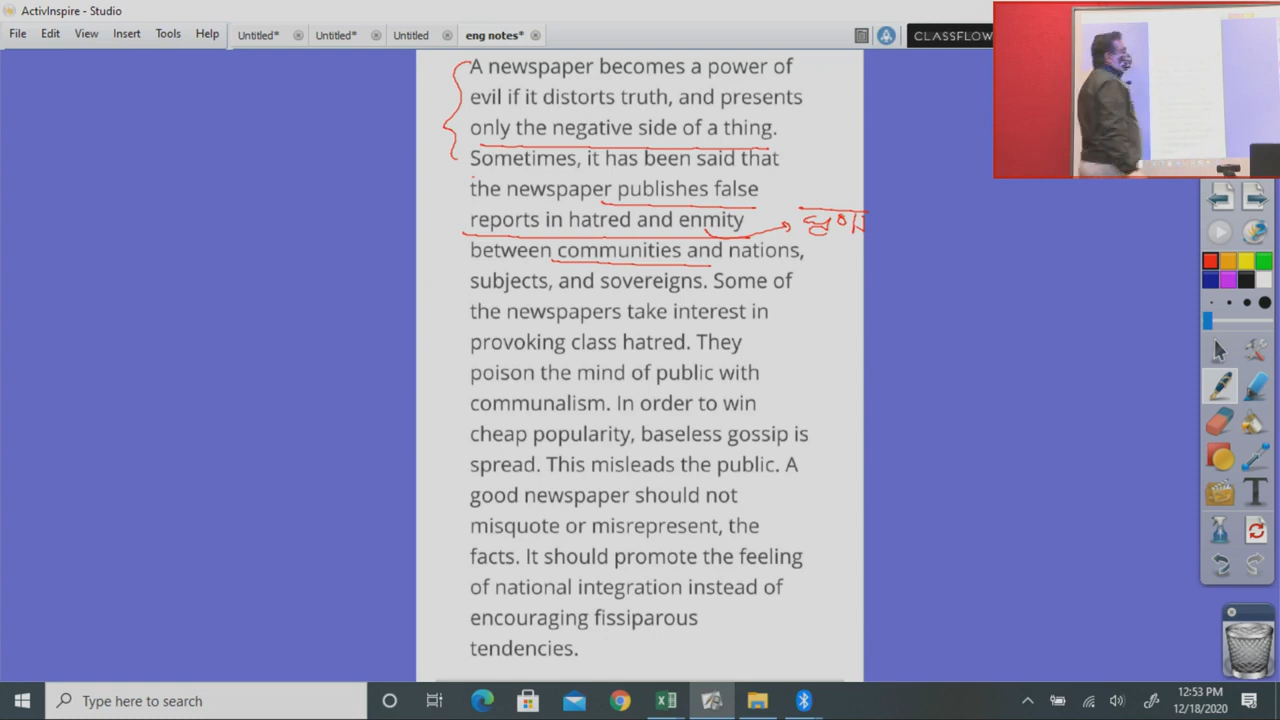 ActivInspire - Studio
File Edit View Insert Tools Help Untitled* Untitled* Untitled eng notes* CLASSFLOW
A newspaper becomes a power of
evil if it distorts truth, and presents
only the negative side of a thing.
Sometimes, it has been said that
the newspaper publishes false
reports in hatred and enmity
between communities and nations,
subjects, and sovereigns. Some of
the newspapers take interest in
provoking class hatred. They
poison the mind of public with
communalism. In order to win
cheap popularity, baseless gossip is
spread. This misleads the public. A
good newspaper should not
misquote or misrepresent, the
facts. It should promote the feeling
of national integration instead of
encouraging fissiparous
tendencies.
Type here to search
12:53 PM
12/18/2020